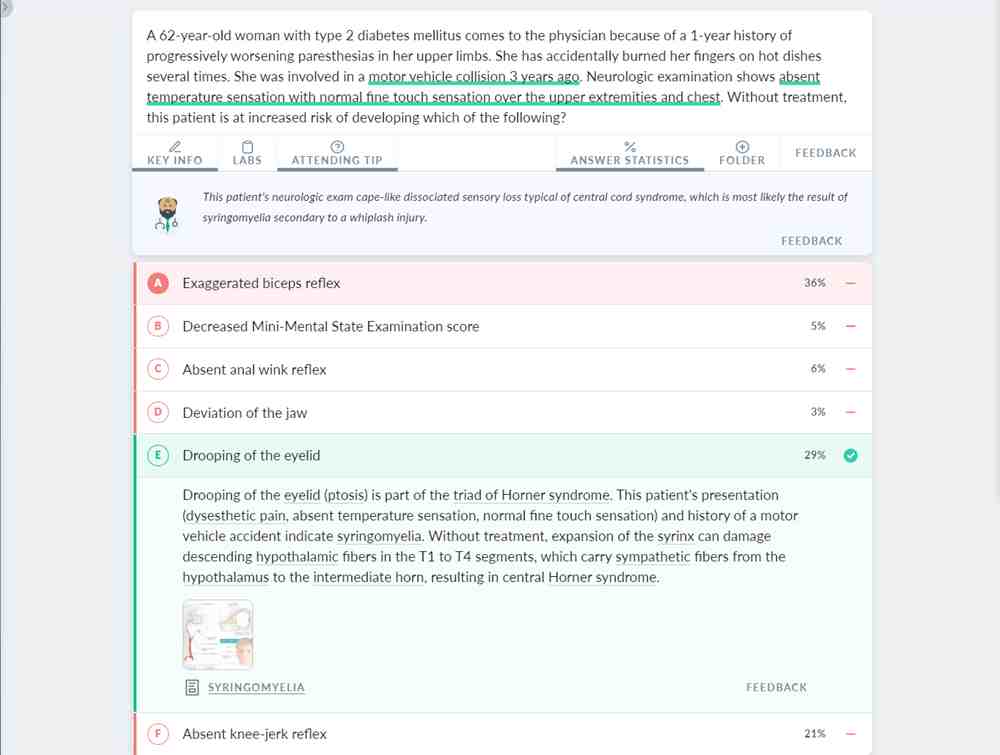 A 62-year-old woman with type 2 diabetes mellitus comes to the physician because of a 1-year history of
progressively worsening paresthesias in her upper limbs. She has accidentally burned her fingers on hot dishes
several times. She was involved in a motor vehicle collision 3 years ago. Neurologic examination shows absent
temperature sensation with normal fine touch sensation over the upper extremities and chest. Without treatment,
this patient is at increased risk of developing which of the following?
KEY INFO
LABS
ATTENDING TIP
ANSWER STATISTICS
FOLDER
FEEDBACK
This patient's neurologic exam cape-like dissociated sensory loss typical of central cord syndrome, which is most likely the result of
syringomyelia secondary to a whiplash injury.
FEEDBACK
A Exaggerated biceps reflex 36%
B Decreased Mini-Mental State Examination score 5%
C Absent anal wink reflex 6%
D Deviation of the jaw 3%
E Drooping of the eyelid 29%
Drooping of the eyelid (ptosis) is part of the triad of Horner syndrome. This patient's presentation
(dysesthetic pain, absent temperature sensation, normal fine touch sensation) and history of a motor
vehicle accident indicate syringomyelia. Without treatment, expansion of the syrinx can damage
descending hypothalamic fibers in the T1 to T4 segments, which carry sympathetic fibers from the
hypothalamus to the intermediate horn, resulting in central Horner syndrome.
SYRINGOMYELIA
FEEDBACK
F Absent knee-jerk reflex 21%